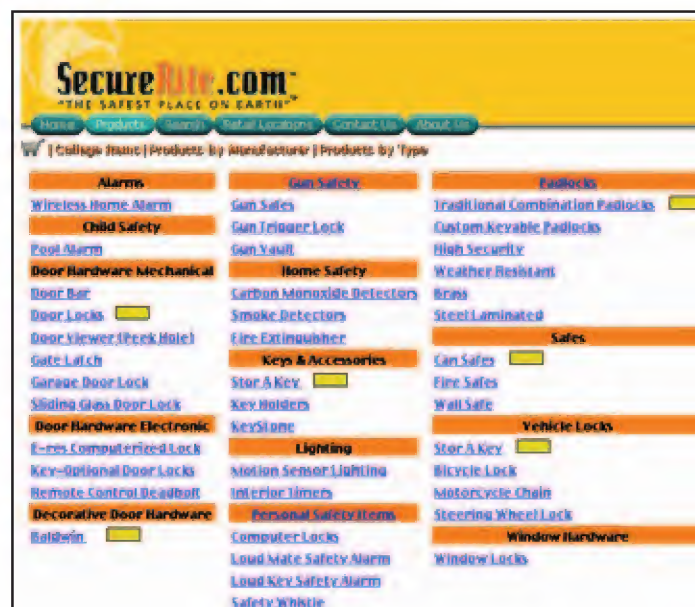 SecureRite.com
"THE SAFEST PLACE ON EARTH"
Home Products Search Retail Locations Contact Us About Us
| College Items | Products by Manufacturer | Products by Type
Alarms
Wireless Home Alarm
Child Safety
Pool Alarm
Door Hardware Mechanical
Door Bar
Door Locks
Door Viewer (Peek Hole)
Gate Latch
Garage Door Lock
Sliding Glass Door Lock
Door Hardware Electronic
E-res Computerized Lock
Key-Optional Door Locks
Remote Control Deadbolt
Decorative Door Hardware
Baldwin
Gun Safety
Gun Safes
Gun Trigger Lock
Gun Vault
Home Safety
Carbon Monoxide Detectors
Smoke Detectors
Fire Extinguisher
Keys & Accessories
Stor A Key
Key Holders
KeyStone
Lighting
Motion Sensor Lighting
Interior Timers
Personal Safety Items
Computer Locks
Loud Mate Safety Alarm
Loud Key Safety Alarm
Safety Whistle
Padlocks
Traditional Combination Padlocks
Custom Keyable Padlocks
High Security
Weather Resistant
Brass
Steel Laminated
Safes
Can Safes
Fire Safes
Wall Safe
Vehicle Locks
Stor A Key
Bicycle Lock
Motorcycle Chain
Steering Wheel Lock
Window Hardware
Window Locks